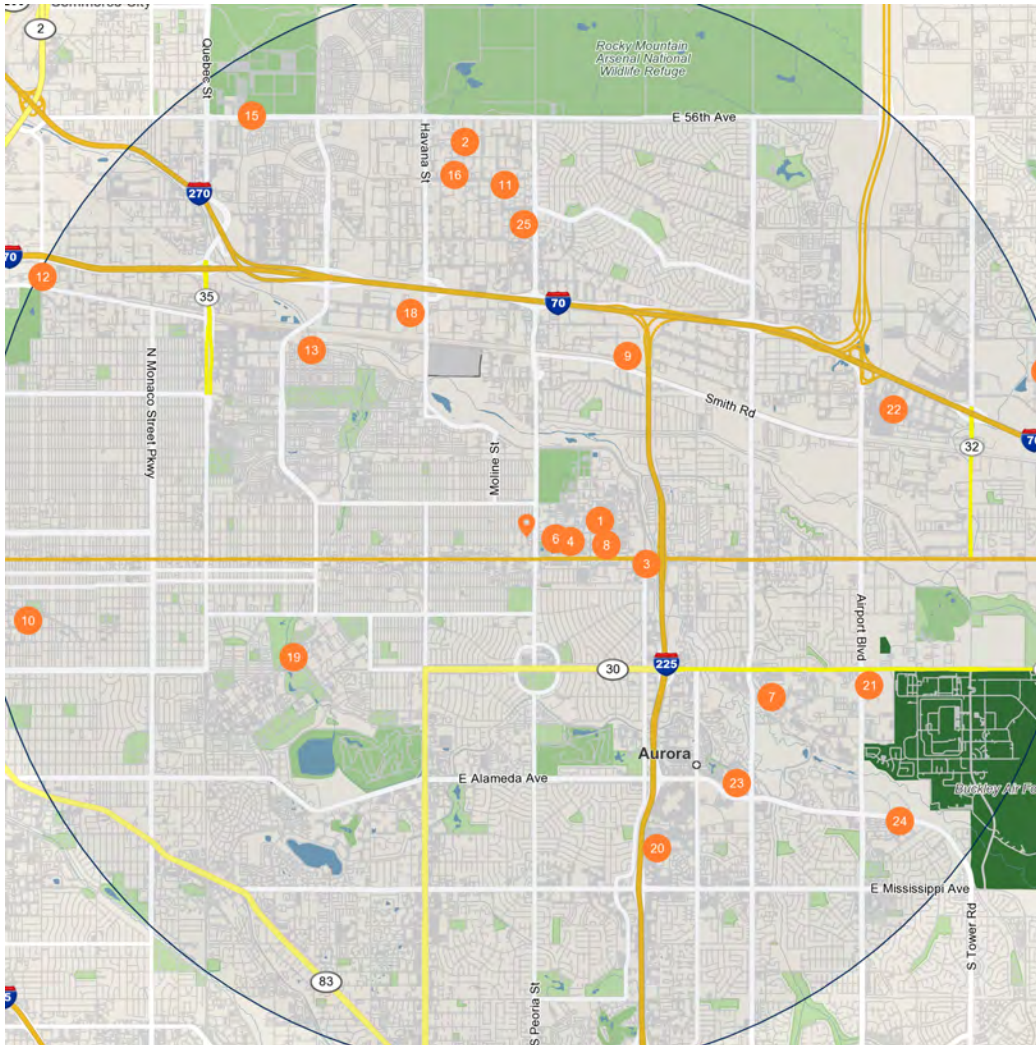 Commerce City
2
Quebec St
Rocky Mountain
Arsenal National
Wildlife Refuge
15
E 56th Ave
2
Havana St
16
11
270
25
70
12
35
70
18
13
9
N Monaco Street Pkwy
Smith Rd
22
32
70
Moline St
1
6
4
8
3
10
Airport Blvd
19
30
225
21
7
Aurora
E Alameda Ave
23
Buckley Air Fo
24
20
E Mississippi Ave
S Tower Rd
83
S Peoria St
5